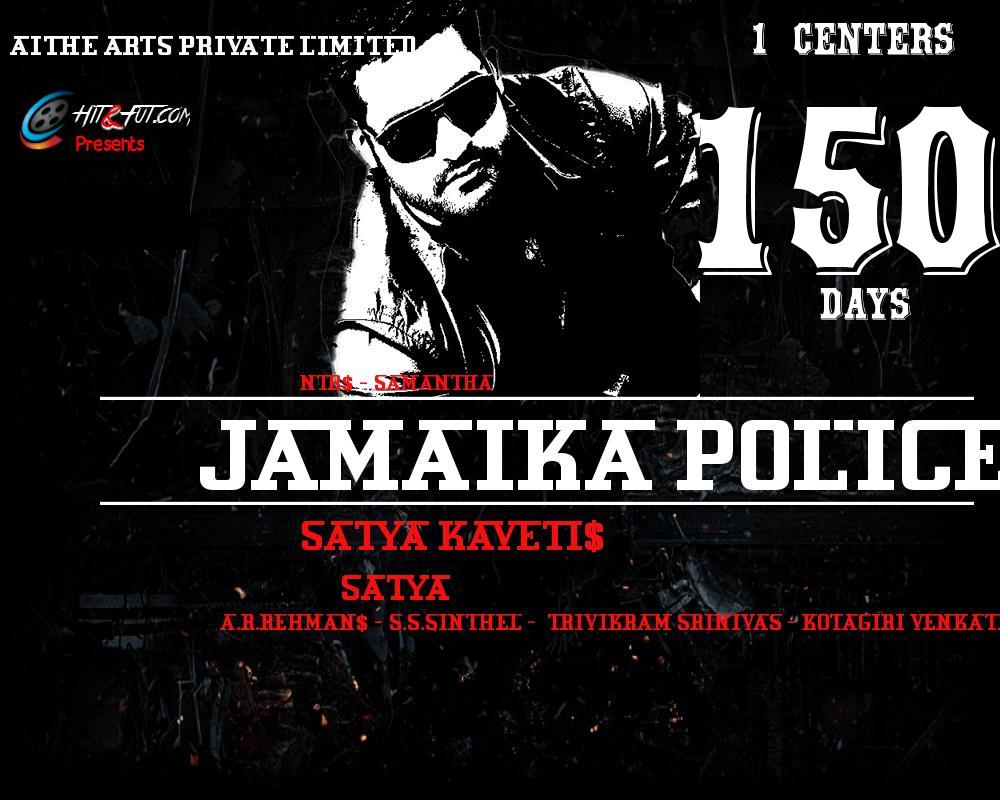 AITHE ARTS PRIVATE LIMITED
1 CENTERS
HIT&FUT.COM
Presents
150
DAYS
NTR$ - SAMANTHA
JAMAIKA POLICE
SATYA KAVETI$
SATYA
A.R.REHMAN$ - S.S.SINTHEL - TRIVIKRAM SRINIVAS - KOTAGIRI VENKAT